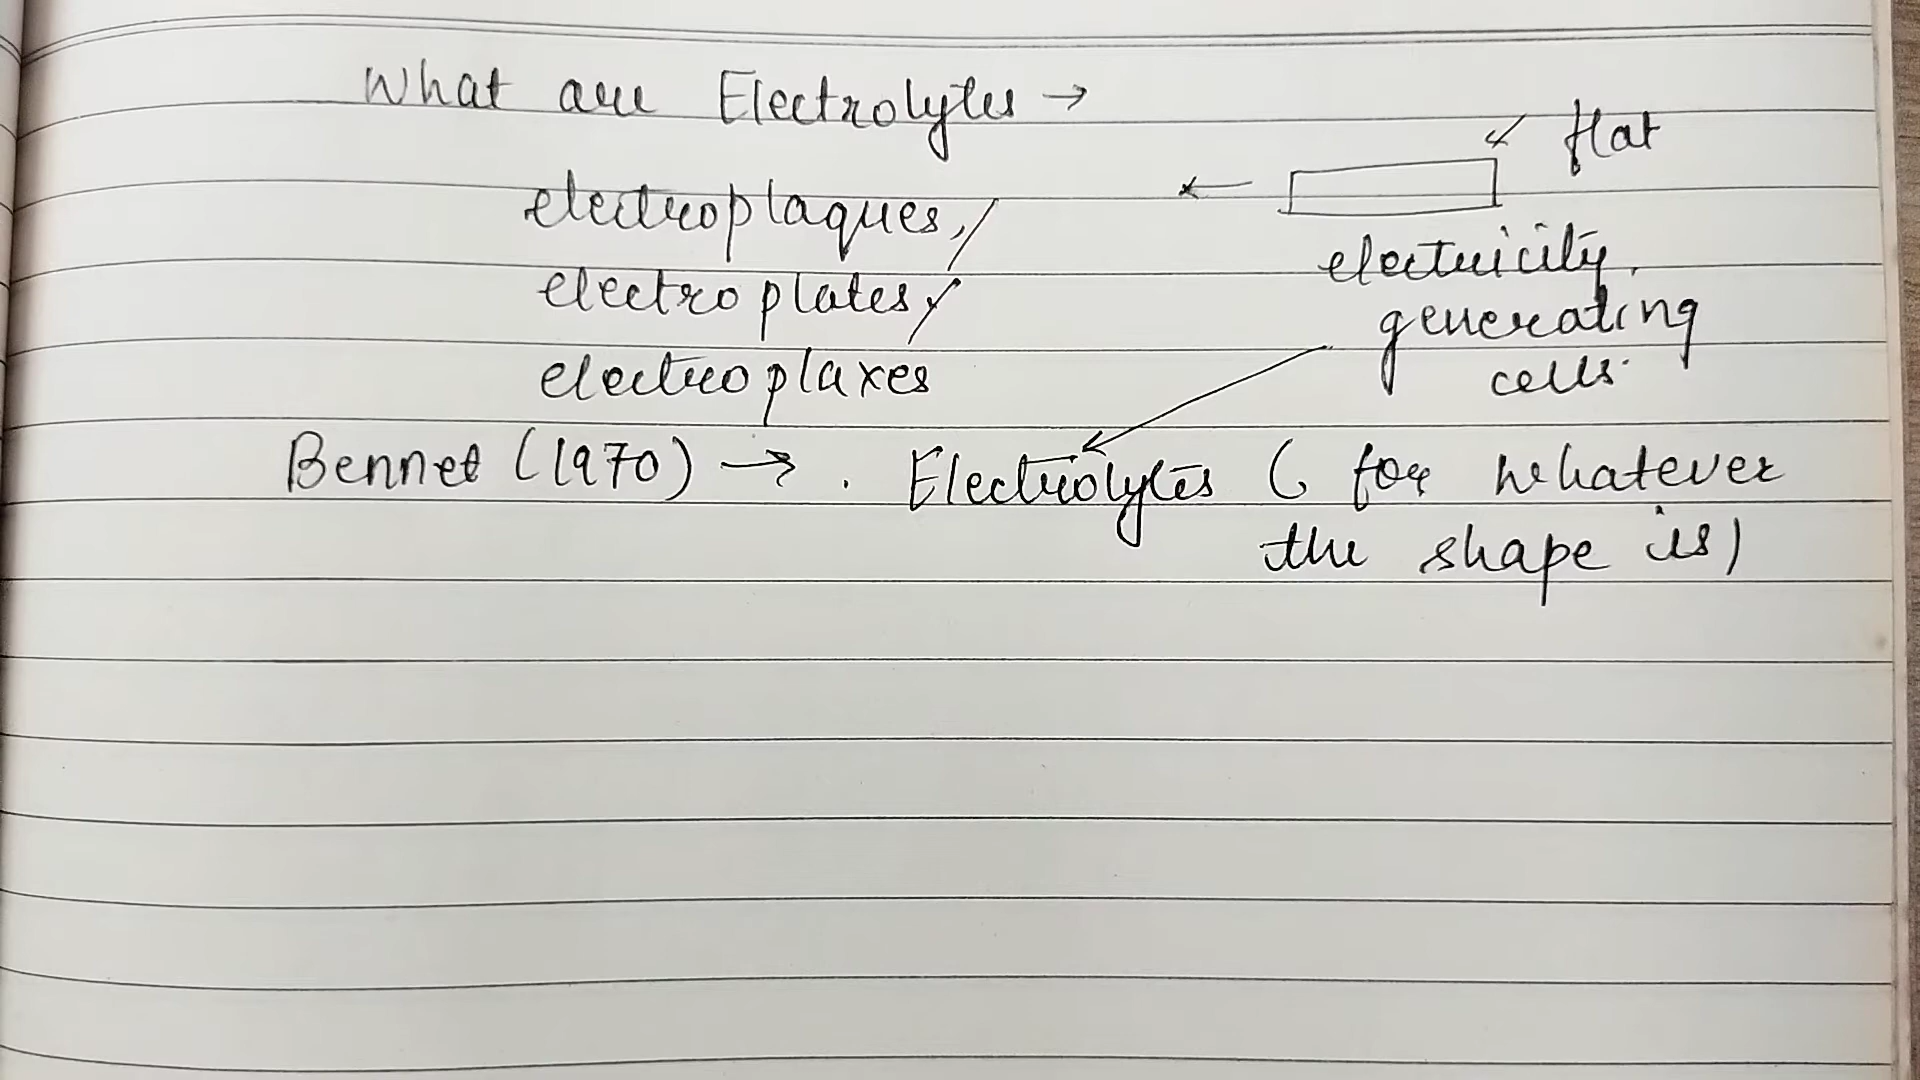 What are Electrolytes →
flat
electroplaques, /
electroplates, /
electroplaxes
electricity
generating
cells.
Bennet (1970) → . Electrolytes ( for whatever
the shape is)